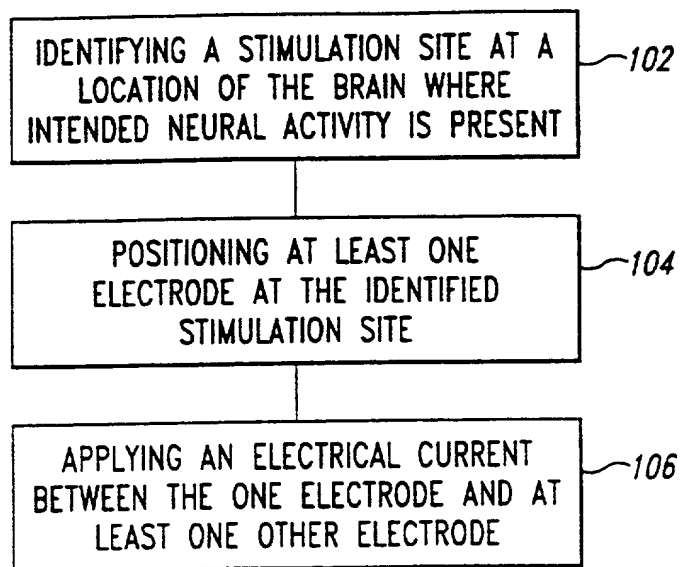 IDENTIFYING A STIMULATION SITE AT A
LOCATION OF THE BRAIN WHERE
INTENDED NEURAL ACTIVITY IS PRESENT
102
POSITIONING AT LEAST ONE
ELECTRODE AT THE IDENTIFIED
STIMULATION SITE
104
APPLYING AN ELECTRICAL CURRENT
BETWEEN THE ONE ELECTRODE AND AT
LEAST ONE OTHER ELECTRODE
106